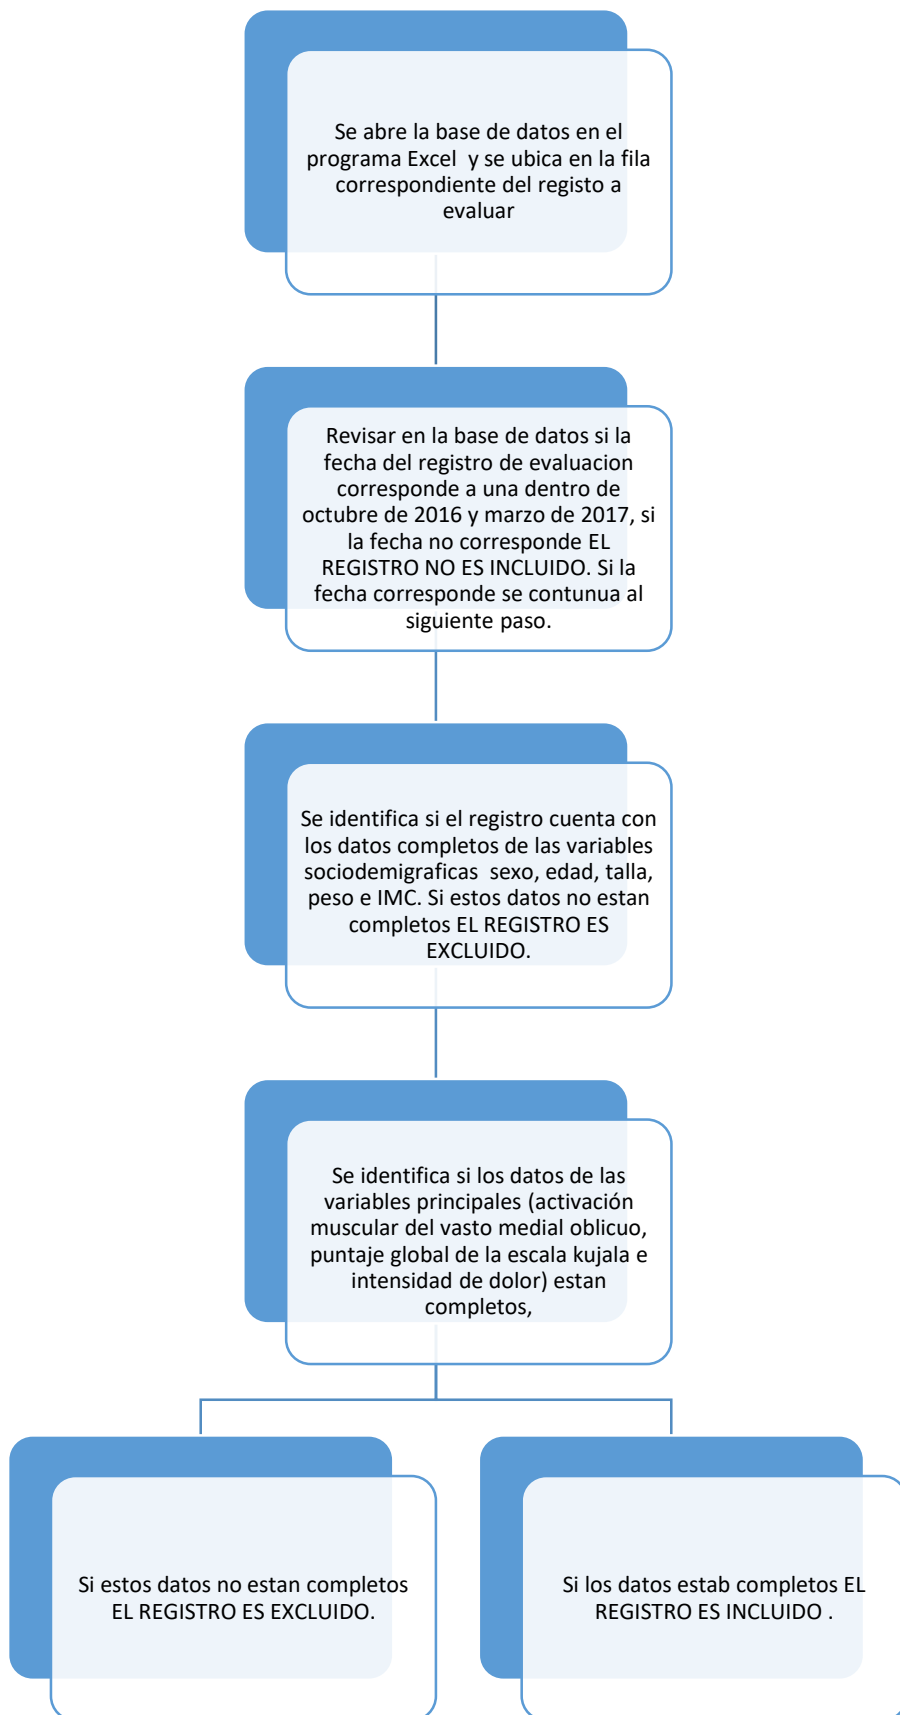 Se abre la base de datos en el
programa Excel y se ubica en la fila
correspondiente del registo a
evaluar
Revisar en la base de datos si la
fecha del registro de evaluacion
corresponde a una dentro de
octubre de 2016 y marzo de 2017, si
la fecha no corresponde EL
REGISTRO NO ES INCLUIDO. Si la
fecha corresponde se contunua al
siguiente paso.
Se identifica si el registro cuenta con
los datos completos de las variables
sociodemigraficas sexo, edad, talla,
peso e IMC. Si estos datos no estan
completos EL REGISTRO ES
EXCLUIDO.
Se identifica si los datos de las
variables principales (activación
muscular del vasto medial oblicuo,
puntaje global de la escala kujala e
intensidad de dolor) estan
completos,
Si estos datos no estan completos
EL REGISTRO ES EXCLUIDO.
Si los datos estab completos EL
REGISTRO ES INCLUIDO .